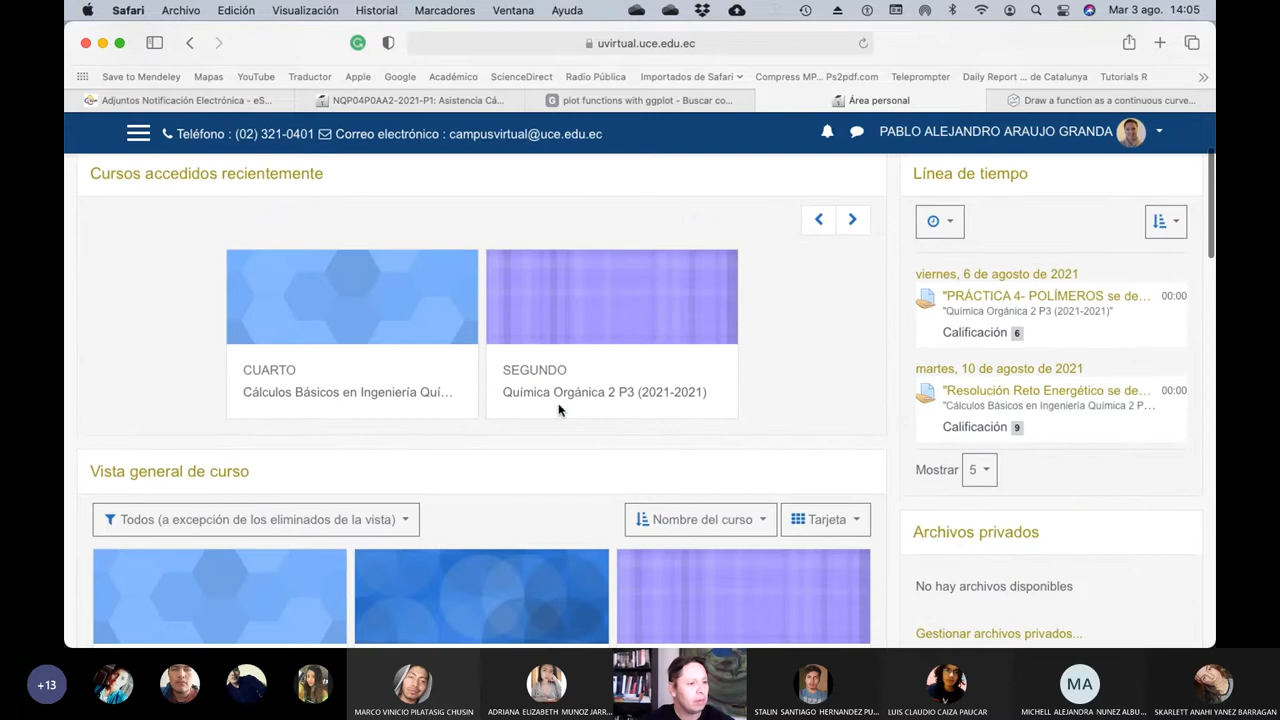 Safari Archivo Edición Visualización Historial Marcadores Ventana Ayuda Mar 3 ago. 14:05
uvirtual.uce.edu.ec
Save to Mendeley Mapas YouTube Traductor Apple Google Académico ScienceDirect Radio Pública Importados de Safari Compress MP... Ps2pdf.com Teleprompter Daily Report ... de Catalunya Tutorials R
Adjuntos Notificación Electrónica - eS... NQP04P0AA2-2021-P1: Asistencia Cá... plot functions with ggplot - Buscar co... Área personal Draw a function as a continuous curve...
Teléfono : (02) 321-0401 Correo electrónico : campusvirtual@uce.edu.ec PABLO ALEJANDRO ARAUJO GRANDA
Cursos accedidos recientemente
CUARTO
Cálculos Básicos en Ingeniería Quí...
SEGUNDO
Química Orgánica 2 P3 (2021-2021)
Vista general de curso
Todos (a excepción de los eliminados de la vista) Nombre del curso Tarjeta
Línea de tiempo
viernes, 6 de agosto de 2021
"PRÁCTICA 4- POLÍMEROS se de... 00:00
"Química Orgánica 2 P3 (2021-2021)"
Calificación 6
martes, 10 de agosto de 2021
"Resolución Reto Energético se de... 00:00
"Cálculos Básicos en Ingeniería Química 2 P...
Calificación 9
Mostrar 5
Archivos privados
No hay archivos disponibles
Gestionar archivos privados...
+13 MA
MARCO VINICIO PILATASIG CHUSIN ADRIANA ELIZABETH MUNOZ JARR... STALIN SANTIAGO HERNANDEZ PU... LUIS CLAUDIO CAIZA PAUCAR MICHELL ALEJANDRA NUNEZ ALBU... SKARLETT ANAHI YANEZ BARRAGAN